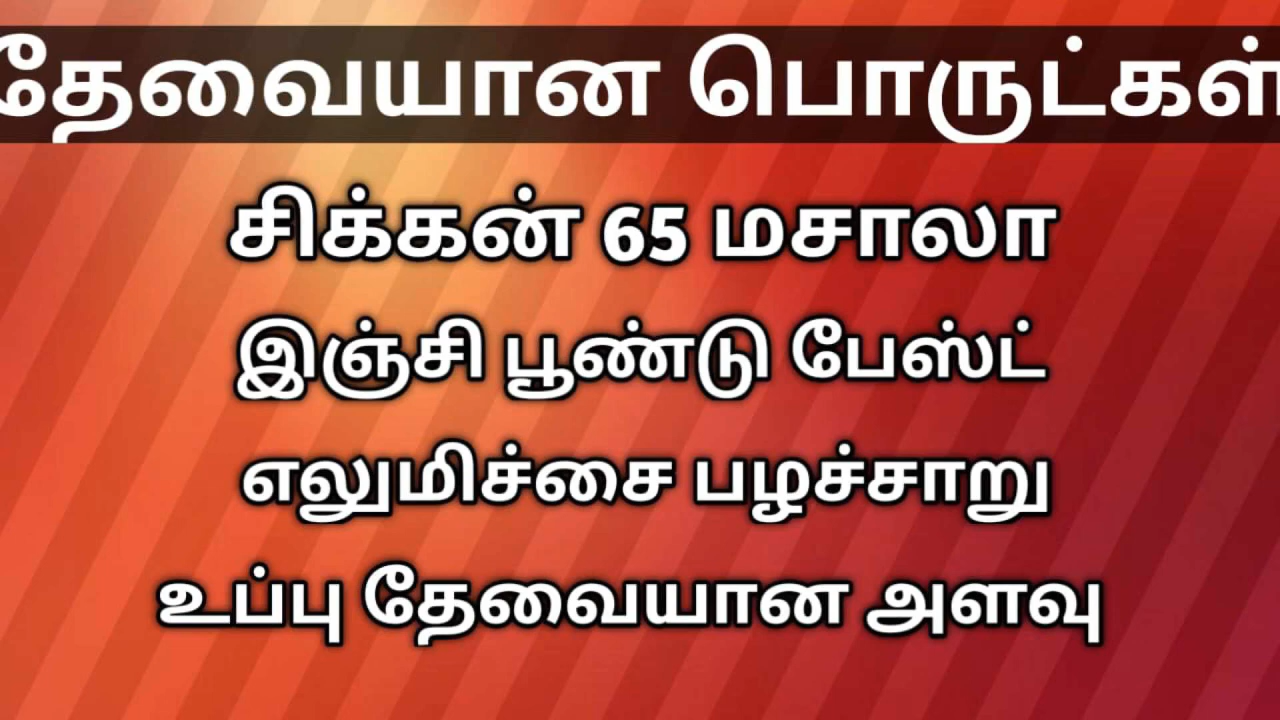 தேவையான பொருட்கள்
சிக்கன் 65 மசாலா
இஞ்சி பூண்டு பேஸ்ட்
எலுமிச்சை பழச்சாறு
உப்பு தேவையான அளவு